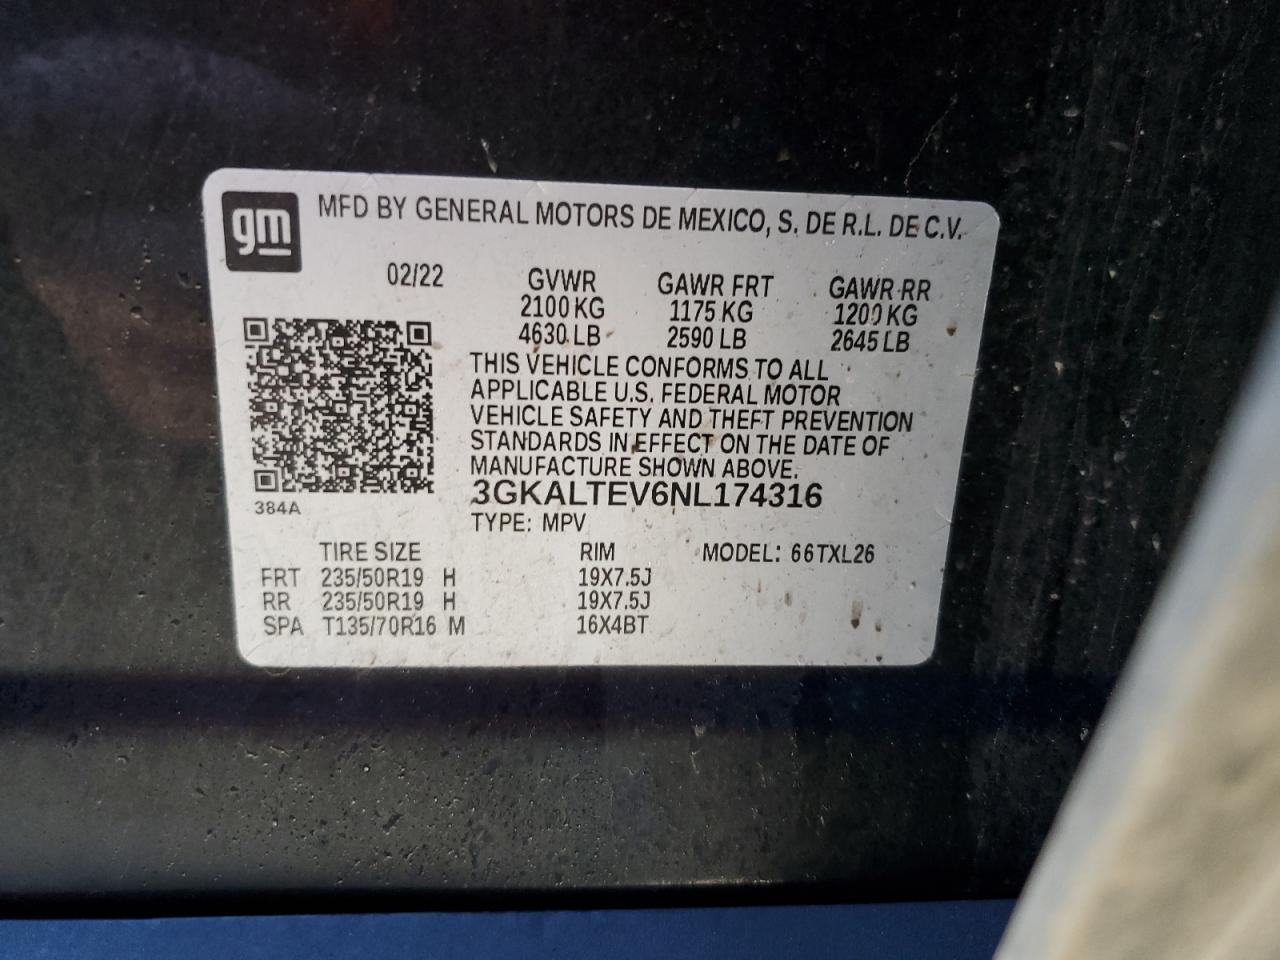 gm
MFD BY GENERAL MOTORS DE MEXICO, S. DE R.L. DE C.V.
02/22 GVWR GAWR FRT GAWR RR
2100 KG 1175 KG 1200 KG
4630 LB 2590 LB 2645 LB
THIS VEHICLE CONFORMS TO ALL
APPLICABLE U.S. FEDERAL MOTOR
VEHICLE SAFETY AND THEFT PREVENTION
STANDARDS IN EFFECT ON THE DATE OF
MANUFACTURE SHOWN ABOVE.
3GKALTEV6NL174316
384A
TYPE: MPV
TIRE SIZE RIM MODEL: 66TXL26
FRT 235/50R19 H 19X7.5J
RR 235/50R19 H 19X7.5J
SPA T135/70R16 M 16X4BT